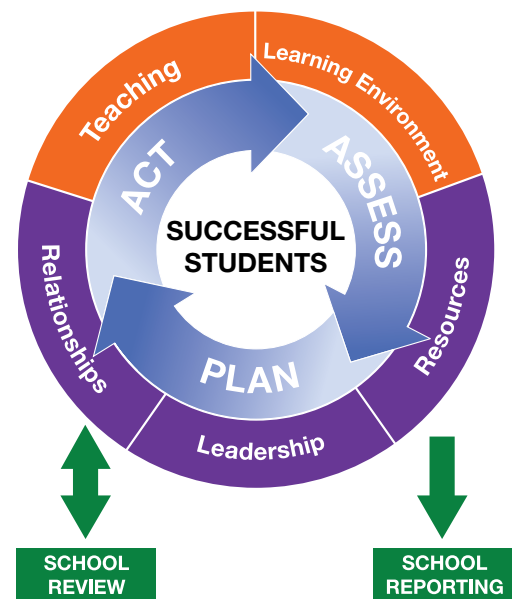 Teaching
Learning Environment
ACT
ASSESS
SUCCESSFUL
STUDENTS
Relationships
Resources
PLAN
Leadership
SCHOOL
REVIEW
SCHOOL
REPORTING